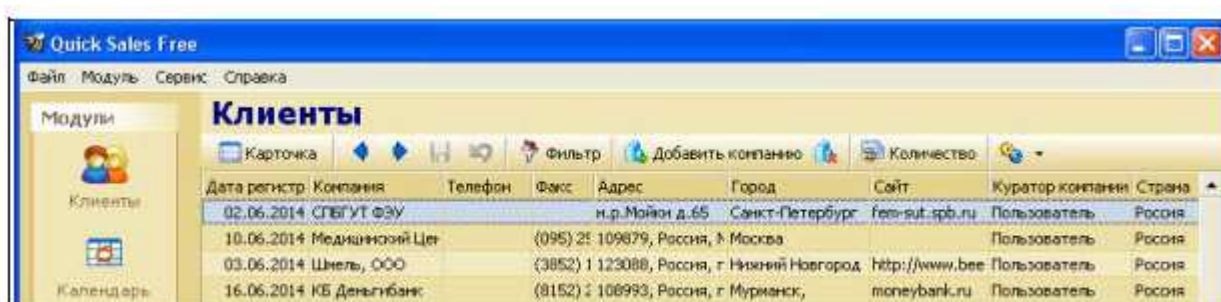 Quick Sales Free
Файл Модуль Сервис Справка
Модули
Клиенты
Карточка Фильтр Добавить компанию Количество
Клиенты
Дата регистр Компания Телефон Факс Адрес Город Сайт Куратор компании Страна
02.06.2014 СПБГУТ ФЭУ н.р.Мойки д.65 Санкт-Петербург fem-sut.spb.ru Пользователь Россия
10.06.2014 Медицинский Цен (095) 25 109879, Россия, М Москва Пользователь Россия
03.06.2014 Шмель, ООО (3852) 1 123088, Россия, г Нижний Новгород http://www.bee Пользователь Россия
Календарь
16.06.2014 КБ Деньгибанк (8152) 2 108993, Россия, г Мурманск, moneybank.ru Пользователь Россия